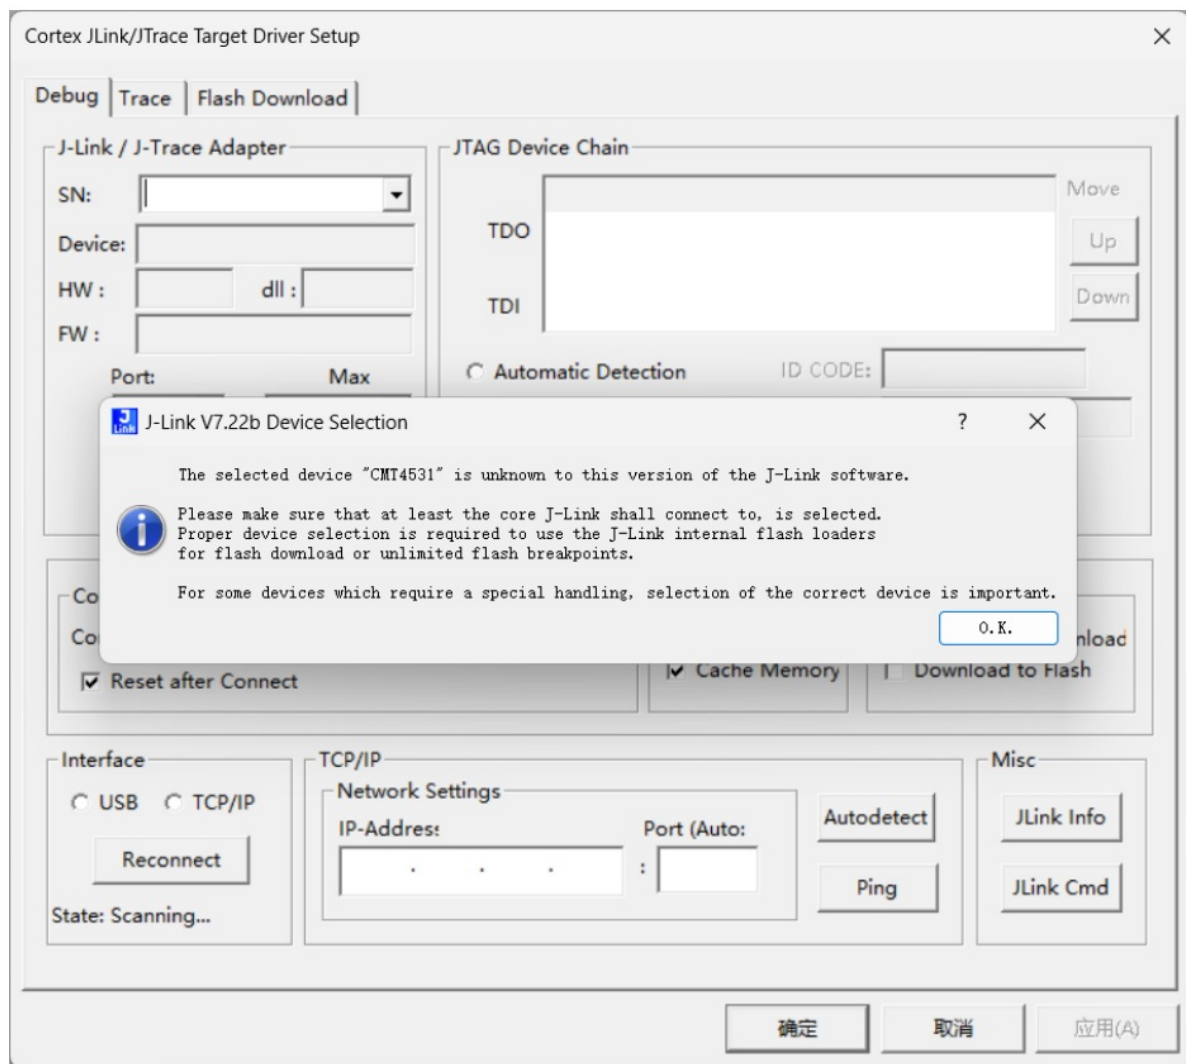 Cortex JLink/JTrace Target Driver Setup
Debug Trace Flash Download
J-Link / J-Trace Adapter
SN:
Device:
HW : dll :
FW :
Port: Max
JTAG Device Chain
TDO
TDI
Move
Up
Down
Automatic Detection ID CODE:
J-Link V7.22b Device Selection ?
The selected device "CMT4531" is unknown to this version of the J-Link software.
Please make sure that at least the core J-Link shall connect to, is selected.
Proper device selection is required to use the J-Link internal flash loaders
for flash download or unlimited flash breakpoints.
For some devices which require a special handling, selection of the correct device is important.
O.K.
Co
Co
nload
Reset after Connect
Cache Memory
Download to Flash
Interface
USB TCP/IP
Reconnect
State: Scanning...
TCP/IP
Network Settings
IP-Address Port (Auto:
. . . :
Autodetect
Ping
Misc
JLink Info
JLink Cmd
确定 取消 应用(A)